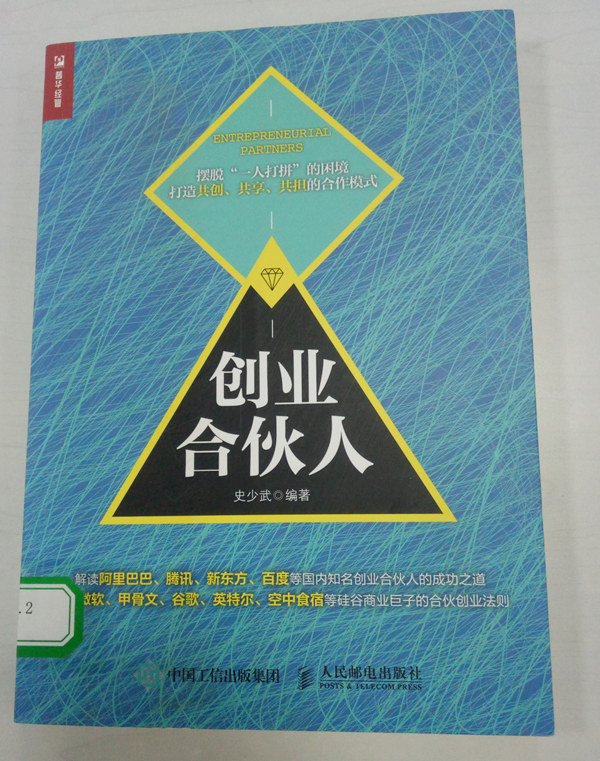 普华经管
ENTREPRENEURIAL
PARTNERS
摆脱“一人打拼”的困境
打造共创、共享、共担的合作模式
创业
合伙人
史少武◎编著
解读阿里巴巴、腾讯、新东方、百度等国内知名创业合伙人的成功之道
微软、甲骨文、谷歌、英特尔、空中食宿等硅谷商业巨子的合伙创业法则
.2
中国工信出版集团
人民邮电出版社
POSTS & TELECOM PRESS